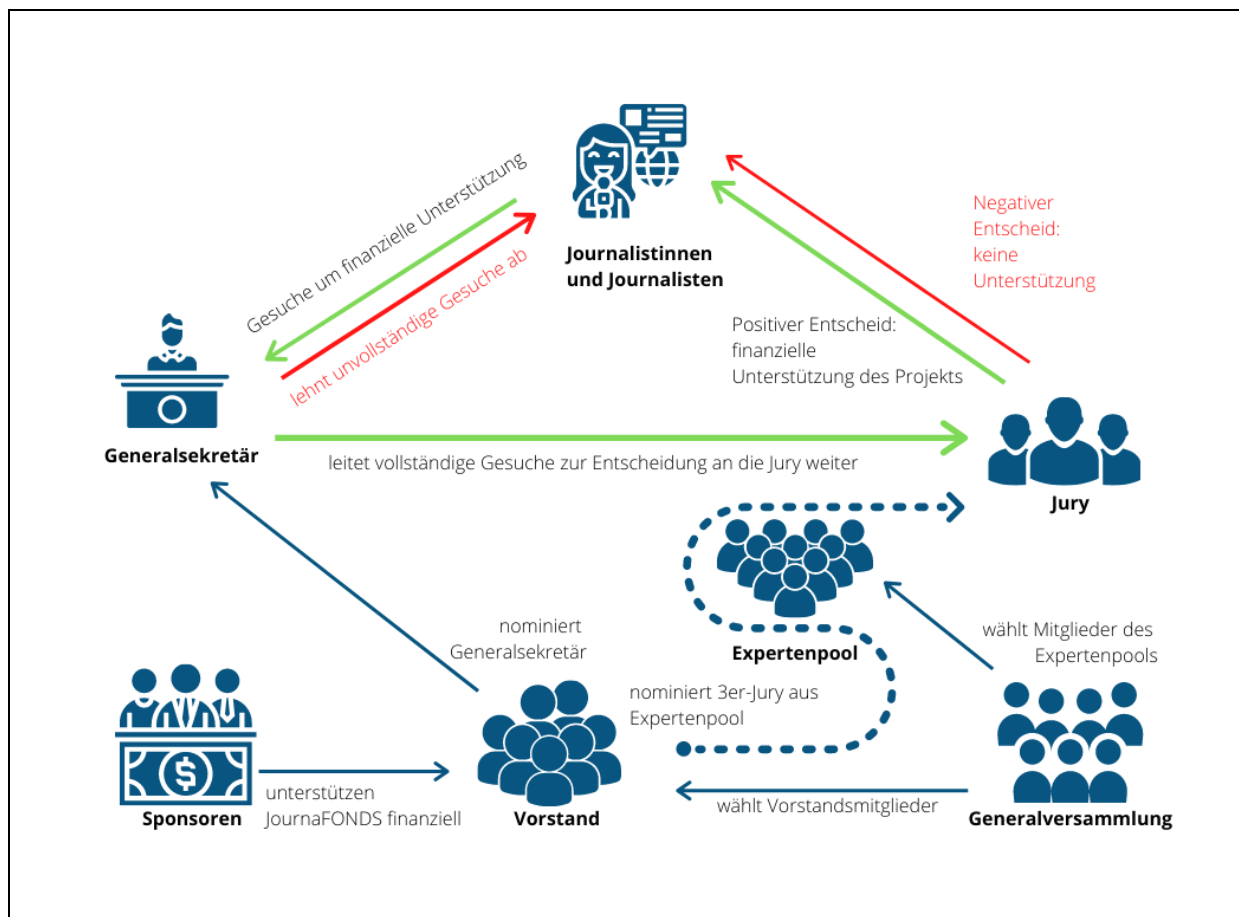 Gesuche um finanzielle Unterstützung
lehnt unvollständige Gesuche ab
Journalistinnen
und Journalisten
Negativer
Entscheid:
keine
Unterstützung
Positiver Entscheid:
finanzielle
Unterstützung des Projekts
Generalsekretär
leitet vollständige Gesuche zur Entscheidung an die Jury weiter
Jury
nominiert
Generalsekretär
Expertenpool
wählt Mitglieder des
Expertenpools
nominiert 3er-Jury aus
Expertenpool
$
unterstützen
JournaFONDS finanziell
Sponsoren
Vorstand
wählt Vorstandsmitglieder
Generalversammlung